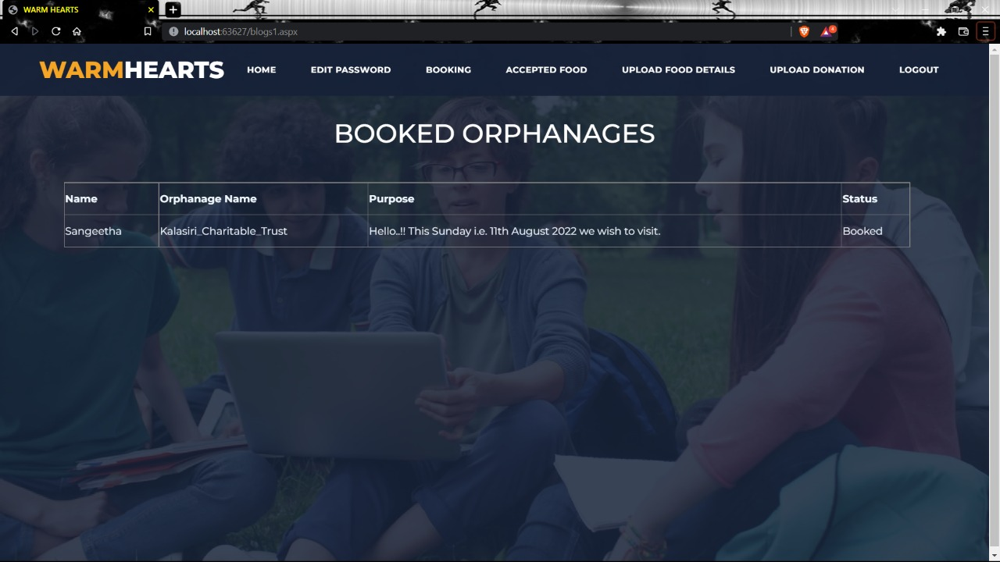 WARM HEARTS
localhost:63627/blogs1.aspx
4
WARMHEARTS HOME EDIT PASSWORD BOOKING ACCEPTED FOOD UPLOAD FOOD DETAILS UPLOAD DONATION LOGOUT
BOOKED ORPHANAGES
Name Orphanage Name Purpose Status
Sangeetha Kalasiri_Charitable_Trust Hello..!! This Sunday i.e. 11th August 2022 we wish to visit. Booked